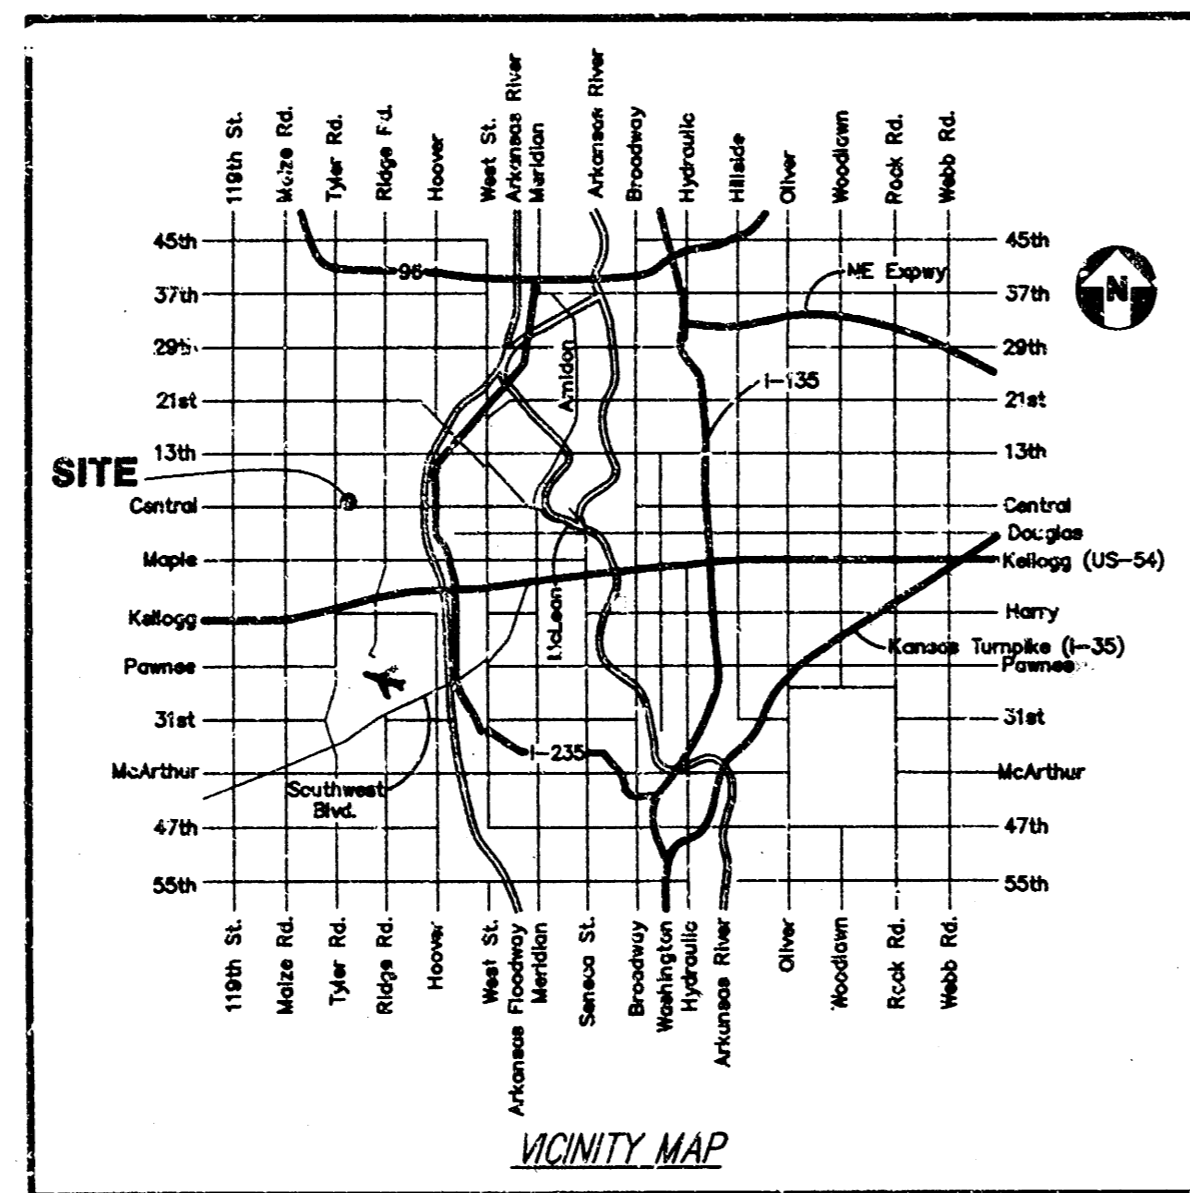 119th St.
Maize Rd.
Tyler Rd.
Ridge Rd.
Hoover
West St.
Arkansas River
Meridian
Arkansas River
Broadway
Hydraulic
Hillside
Oliver
Woodlawn
Rock Rd.
Webb Rd.
45th
45th
96
NE Expwy
N
37th
37th
29th
29th
Amidon
I-135
21st
21st
13th
13th
SITE
Central
Central
Douglas
Maple
Kellogg (US-54)
McLean
Kellogg
Harry
Kansas Turnpike (I-35)
Pawnee
Pawnee
31st
31st
I-235
McArthur
McArthur
Southwest
Blvd.
47th
47th
55th
55th
119th St.
Maize Rd.
Tyler Rd.
Ridge Rd.
Hoover
West St.
Arkansas Floodway
Meridian
Seneca St.
Broadway
Washington
Hydraulic
Arkansas River
Oliver
Woodlawn
Rock Rd.
Webb Rd.
VICINITY MAP